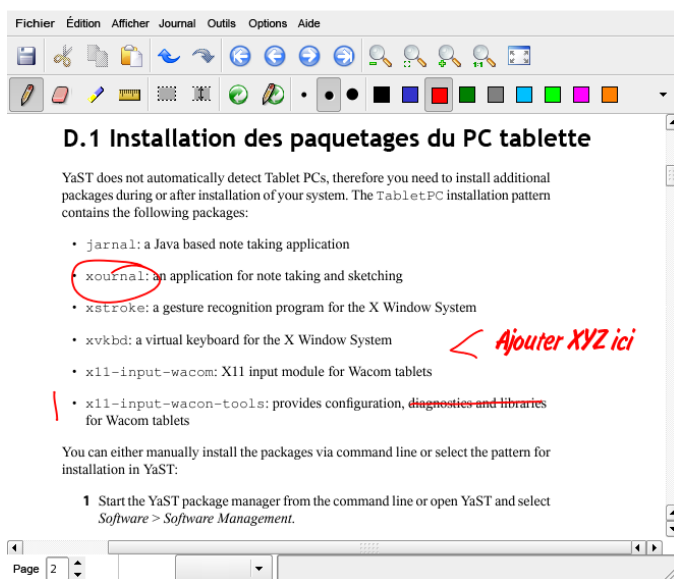 Fichier Édition Afficher Journal Outils Options Aide
D.1 Installation des paquetages du PC tablette
YaST does not automatically detect Tablet PCs, therefore you need to install additional
packages during or after installation of your system. The TabletPC installation pattern
contains the following packages:
• jarnal: a Java based note taking application
• xournal: an application for note taking and sketching
• xstroke: a gesture recognition program for the X Window System
• xvkbd: a virtual keyboard for the X Window System
Ajouter XYZ ici
• x11-input-wacom: X11 input module for Wacom tablets
• x11-input-wacon-tools: provides configuration, diagnostics and libraries
for Wacom tablets
You can either manually install the packages via command line or select the pattern for
installation in YaST:
1 Start the YaST package manager from the command line or open YaST and select
Software > Software Management.
Page 2